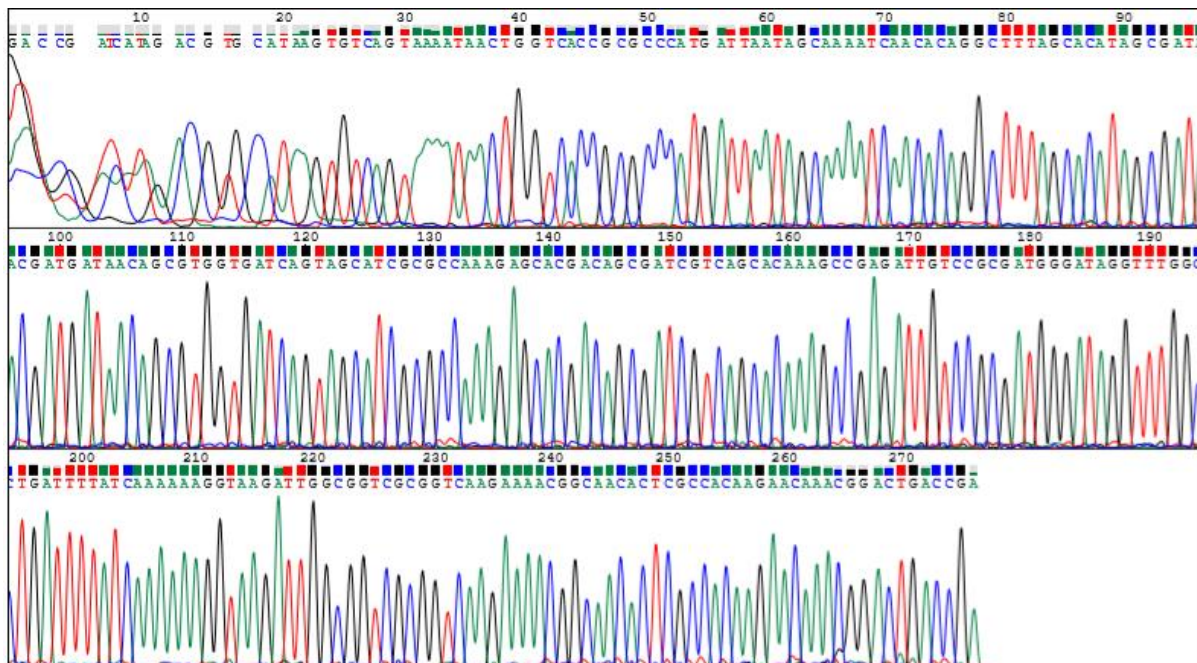 10 20 30 40 50 60 70 80 90
GACCG ATCATAG ACG TG CATAAGTGTCAGTAAAATAACTGGTCACCGCGCCCATGATTAATAGCAAAATCAACACAGGCTTTAGCACATAGCGAT
100 110 120 130 140 150 160 170 180 190
ACGATGATAACAGCGTGGTGATCAGTAGCATCGCGCCAAAGAGCACGACAGCGATCGTCAGCACAAAGCCGAGATTGTCCGCGATGGGATAGGTTTGGC
200 210 220 230 240 250 260 270
CTGATTTTATCAAAAAAGGTAAGATTGGCGGTCGCGGTCAAGAAAACGGCAACACTCGCCACAAGAACAAACGGACTGACCGA